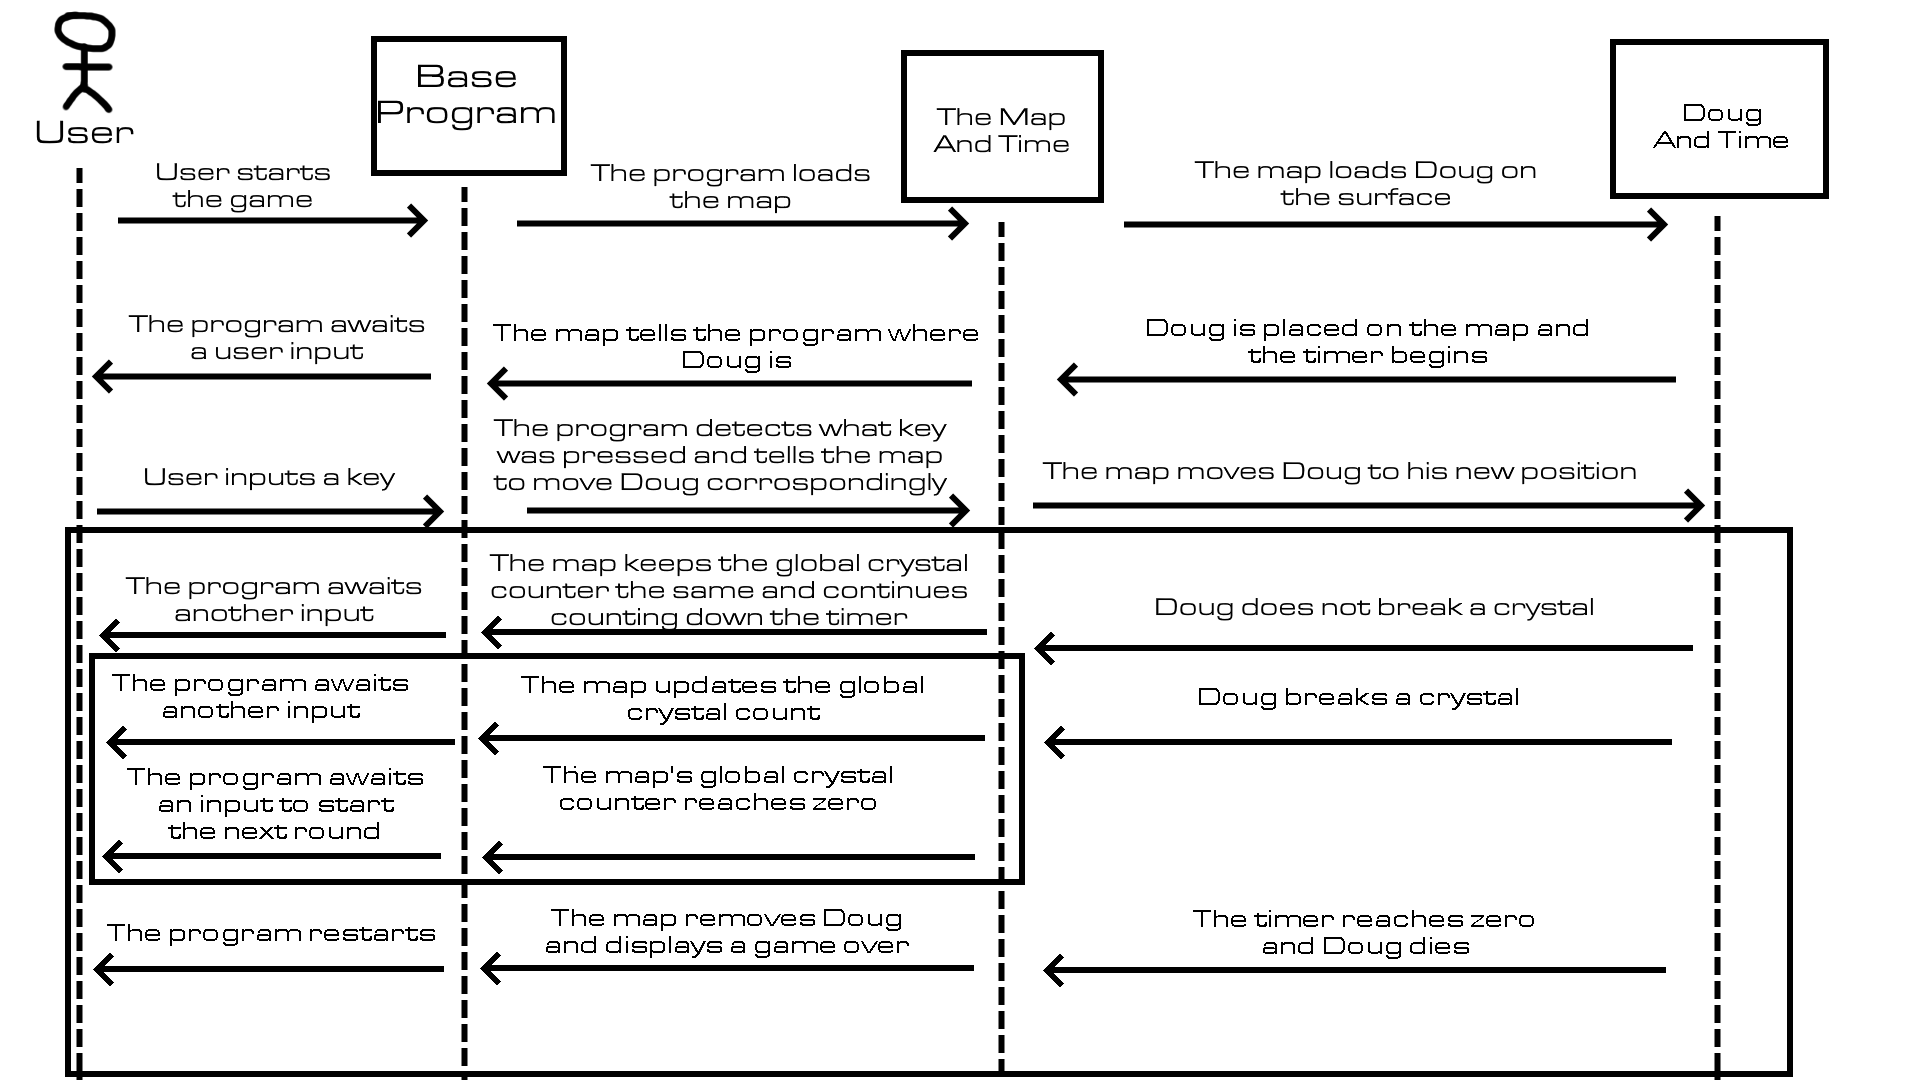 User
Base
Program
The Map
And Time
Doug
And Time
User starts
the game
The program loads
the map
The map loads Doug on
the surface
The program awaits
a user input
The map tells the program where
Doug is
Doug is placed on the map and
the timer begins
User inputs a key
The program detects what key
was pressed and tells the map
to move Doug corrospondingly
The map moves Doug to his new position
The program awaits
another input
The map keeps the global crystal
counter the same and continues
counting down the timer
Doug does not break a crystal
The program awaits
another input
The map updates the global
crystal count
Doug breaks a crystal
The program awaits
an input to start
the next round
The map's global crystal
counter reaches zero
The program restarts
The map removes Doug
and displays a game over
The timer reaches zero
and Doug dies